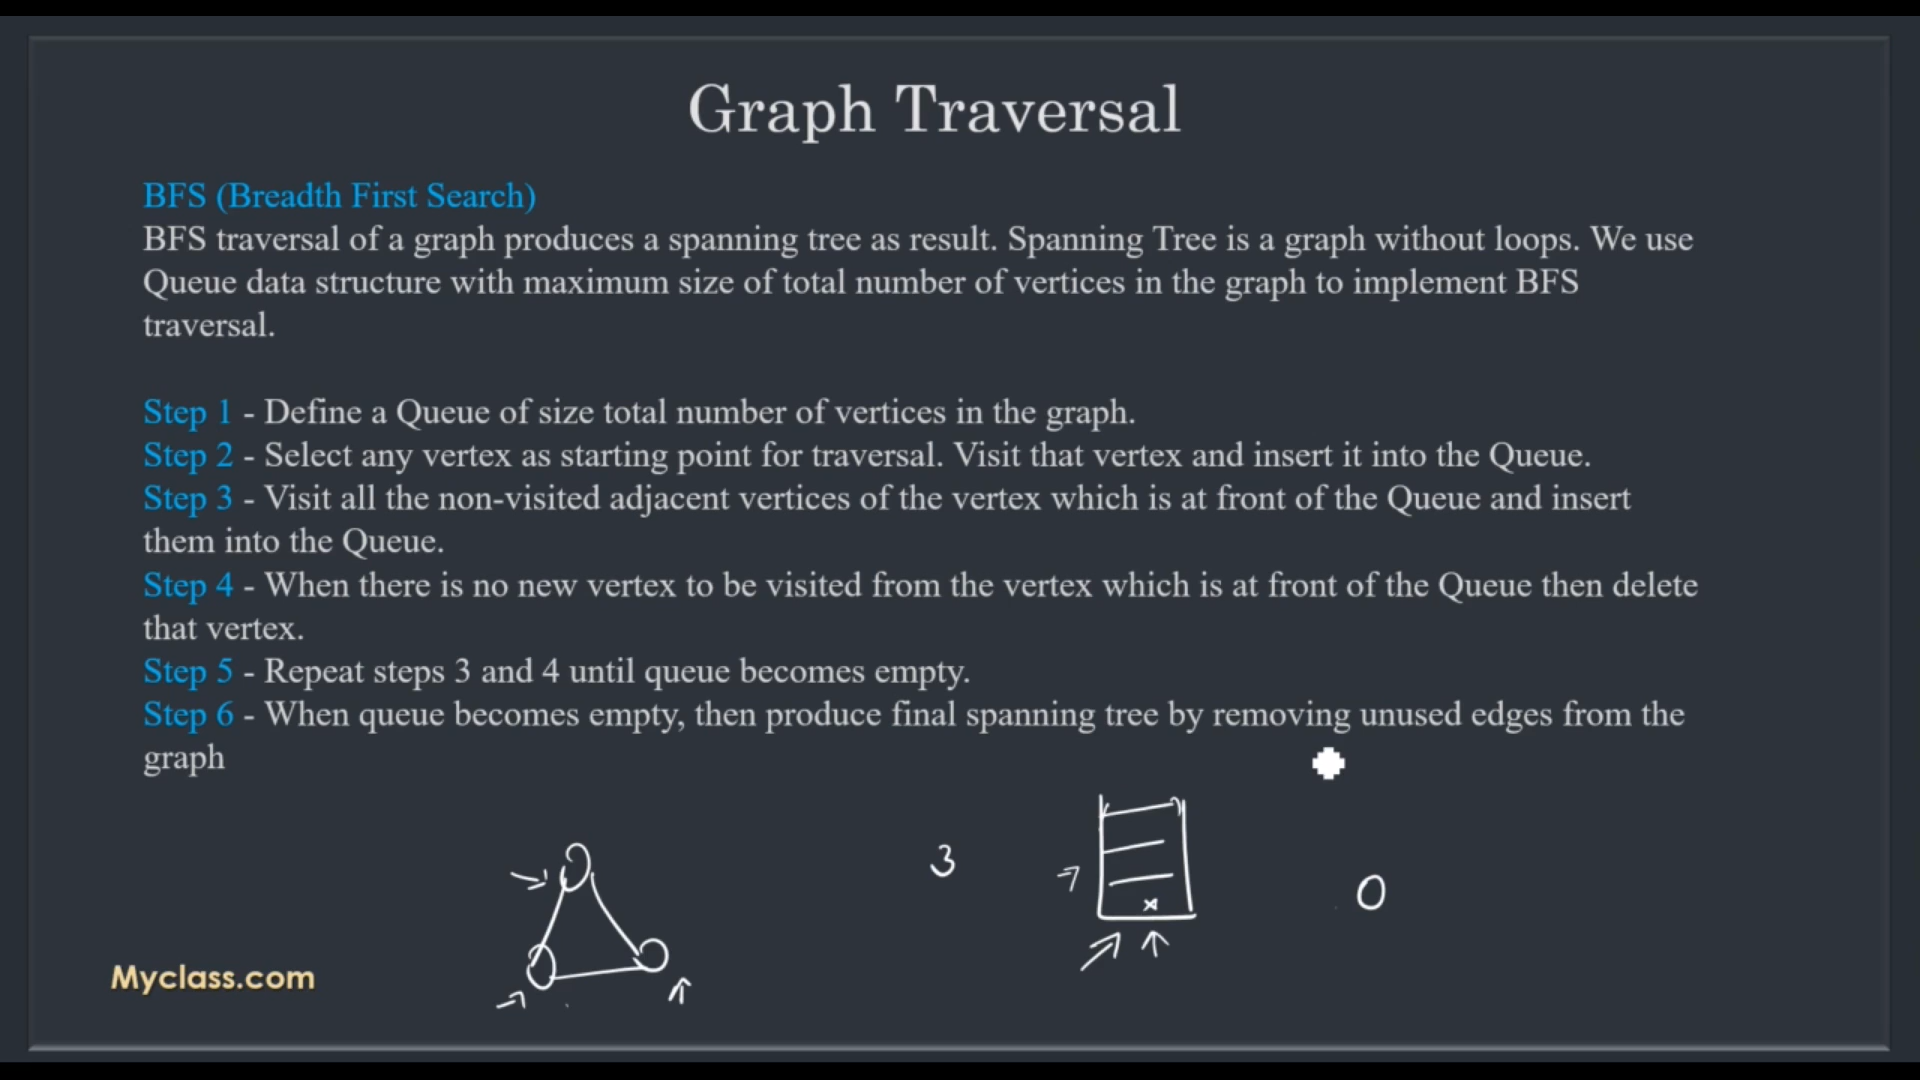 Graph Traversal
BFS (Breadth First Search)
BFS traversal of a graph produces a spanning tree as result. Spanning Tree is a graph without loops. We use
Queue data structure with maximum size of total number of vertices in the graph to implement BFS
traversal.
Step 1 - Define a Queue of size total number of vertices in the graph.
Step 2 - Select any vertex as starting point for traversal. Visit that vertex and insert it into the Queue.
Step 3 - Visit all the non-visited adjacent vertices of the vertex which is at front of the Queue and insert
them into the Queue.
Step 4 - When there is no new vertex to be visited from the vertex which is at front of the Queue then delete
that vertex.
Step 5 - Repeat steps 3 and 4 until queue becomes empty.
Step 6 - When queue becomes empty, then produce final spanning tree by removing unused edges from the
graph
3
0
Myclass.com